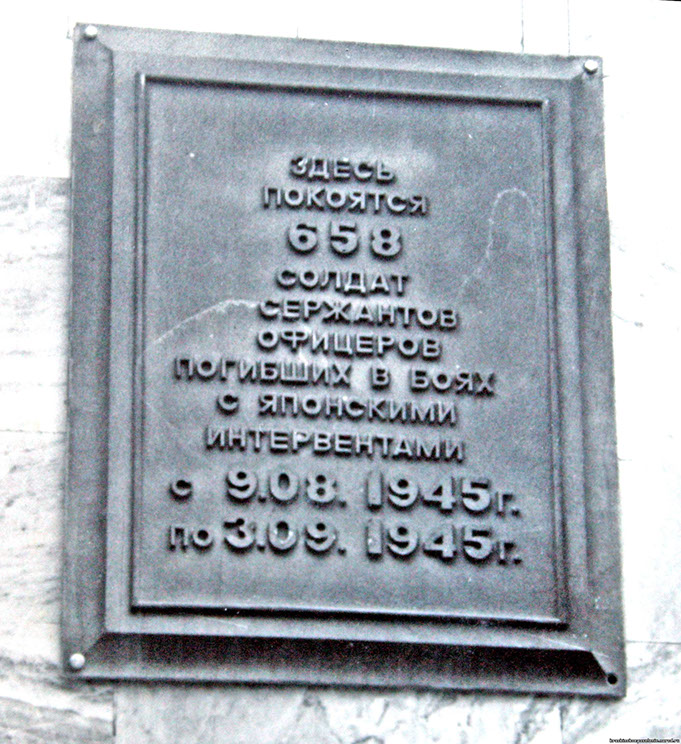 ЗДЕСЬ
ПОКОЯТСЯ
658
СОЛДАТ
СЕРЖАНТОВ
ОФИЦЕРОВ
ПОГИБШИХ В БОЯХ
С ЯПОНСКИМИ
ИНТЕРВЕНТАМИ
С 9.08. 1945г.
ПО 3.09. 1945г.